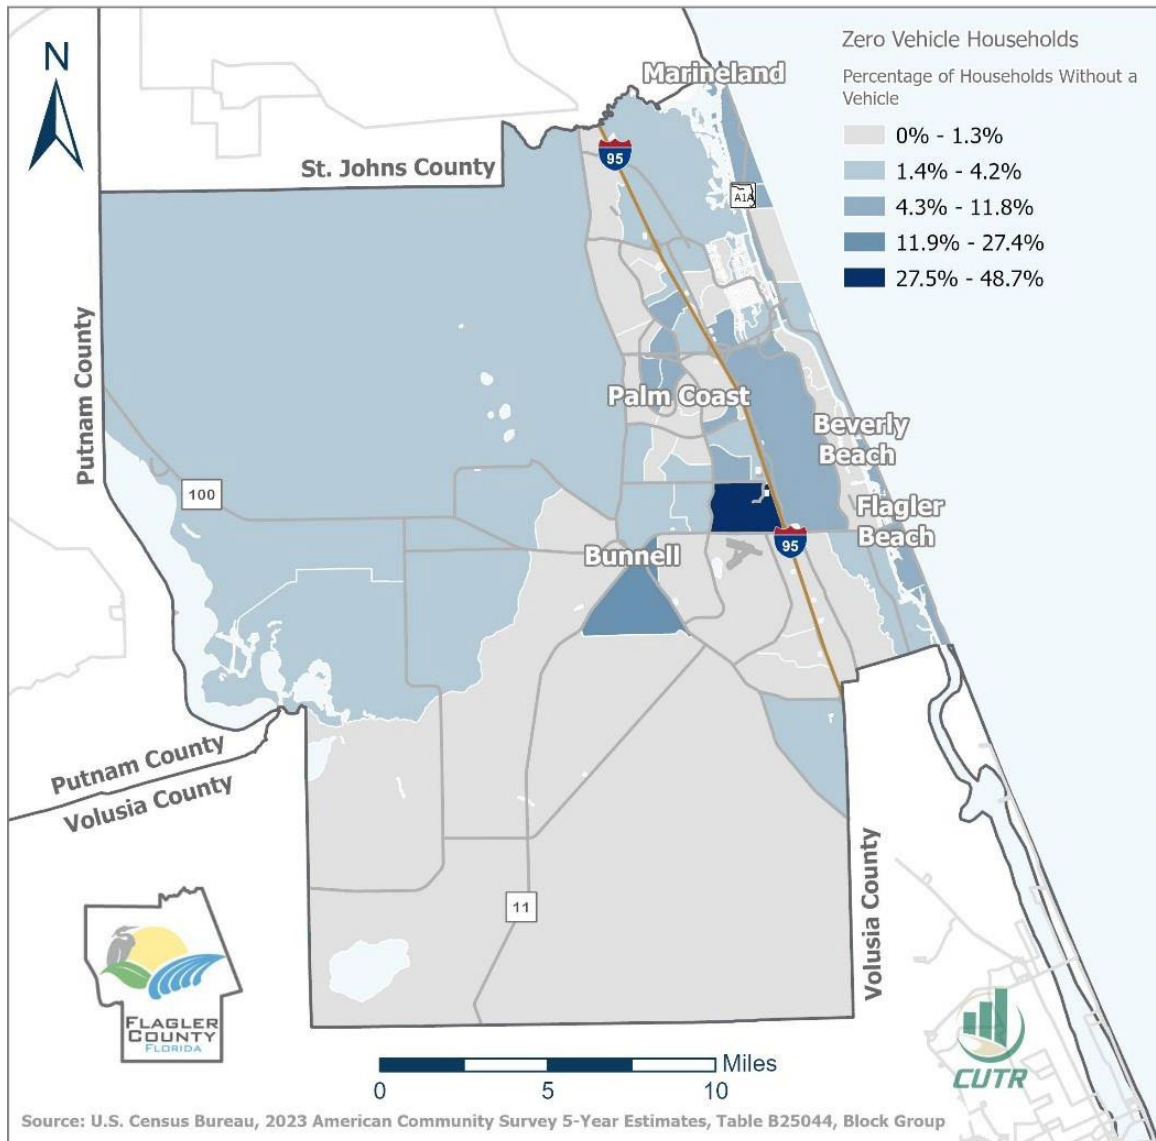 Zero Vehicle Households
Percentage of Households Without a
Vehicle
0% - 1.3%
1.4% - 4.2%
4.3% - 11.8%
11.9% - 27.4%
27.5% - 48.7%
N
Marineland
St. Johns County
95
A1A
Putnam County
Palm Coast
Beverly
Beach
100
Flagler
Beach
95
Bunnell
Putnam County
Volusia County
Volusia County
11
FLAGLER
COUNTY
FLORIDA
CUTR
Miles
0 5 10
Source: U.S. Census Bureau, 2023 American Community Survey 5-Year Estimates, Table B25044, Block Group